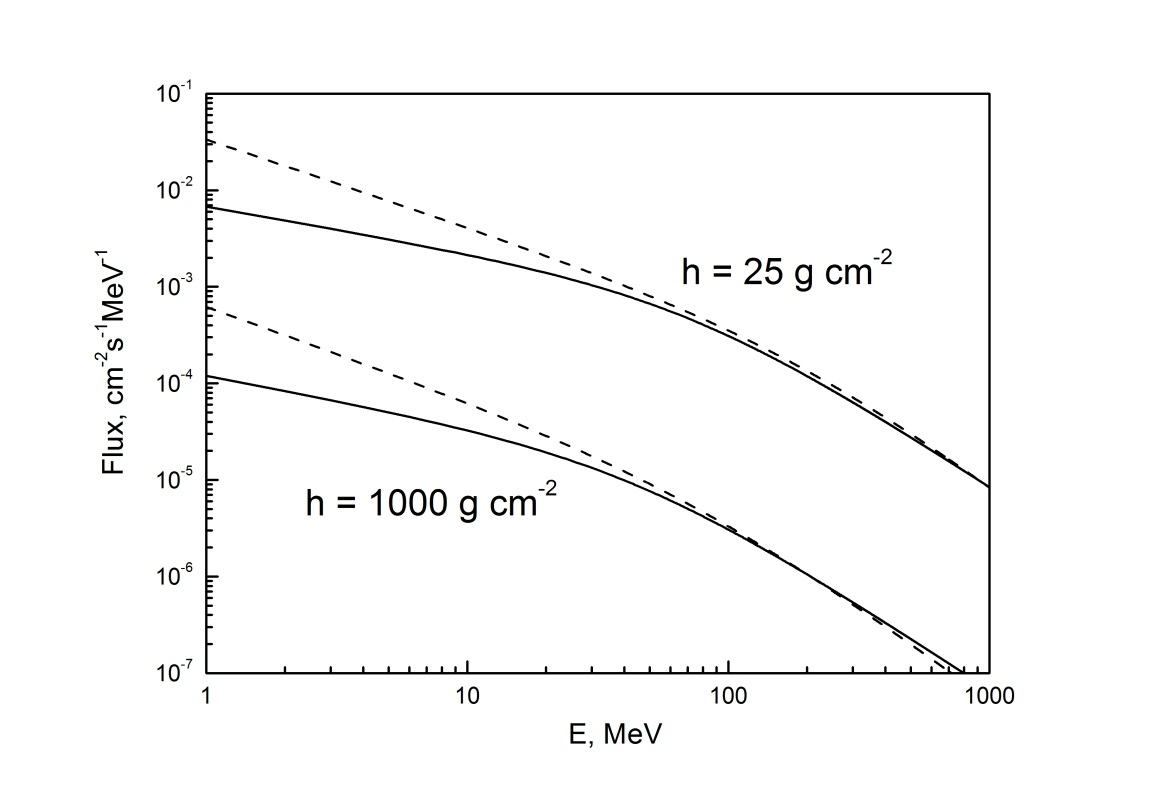 10⁻¹
10⁻²
10⁻³
10⁻⁴
10⁻⁵
10⁻⁶
10⁻⁷
Flux, cm⁻²s⁻¹MeV⁻¹
h = 25 g cm⁻²
h = 1000 g cm⁻²
1 10 100 1000
E, MeV